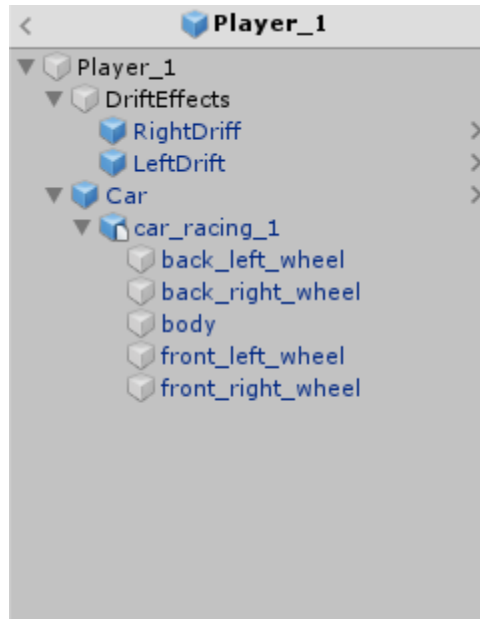 Player_1
Player_1
DriftEffects
RightDriff
LeftDrift
Car
car_racing_1
back_left_wheel
back_right_wheel
body
front_left_wheel
front_right_wheel